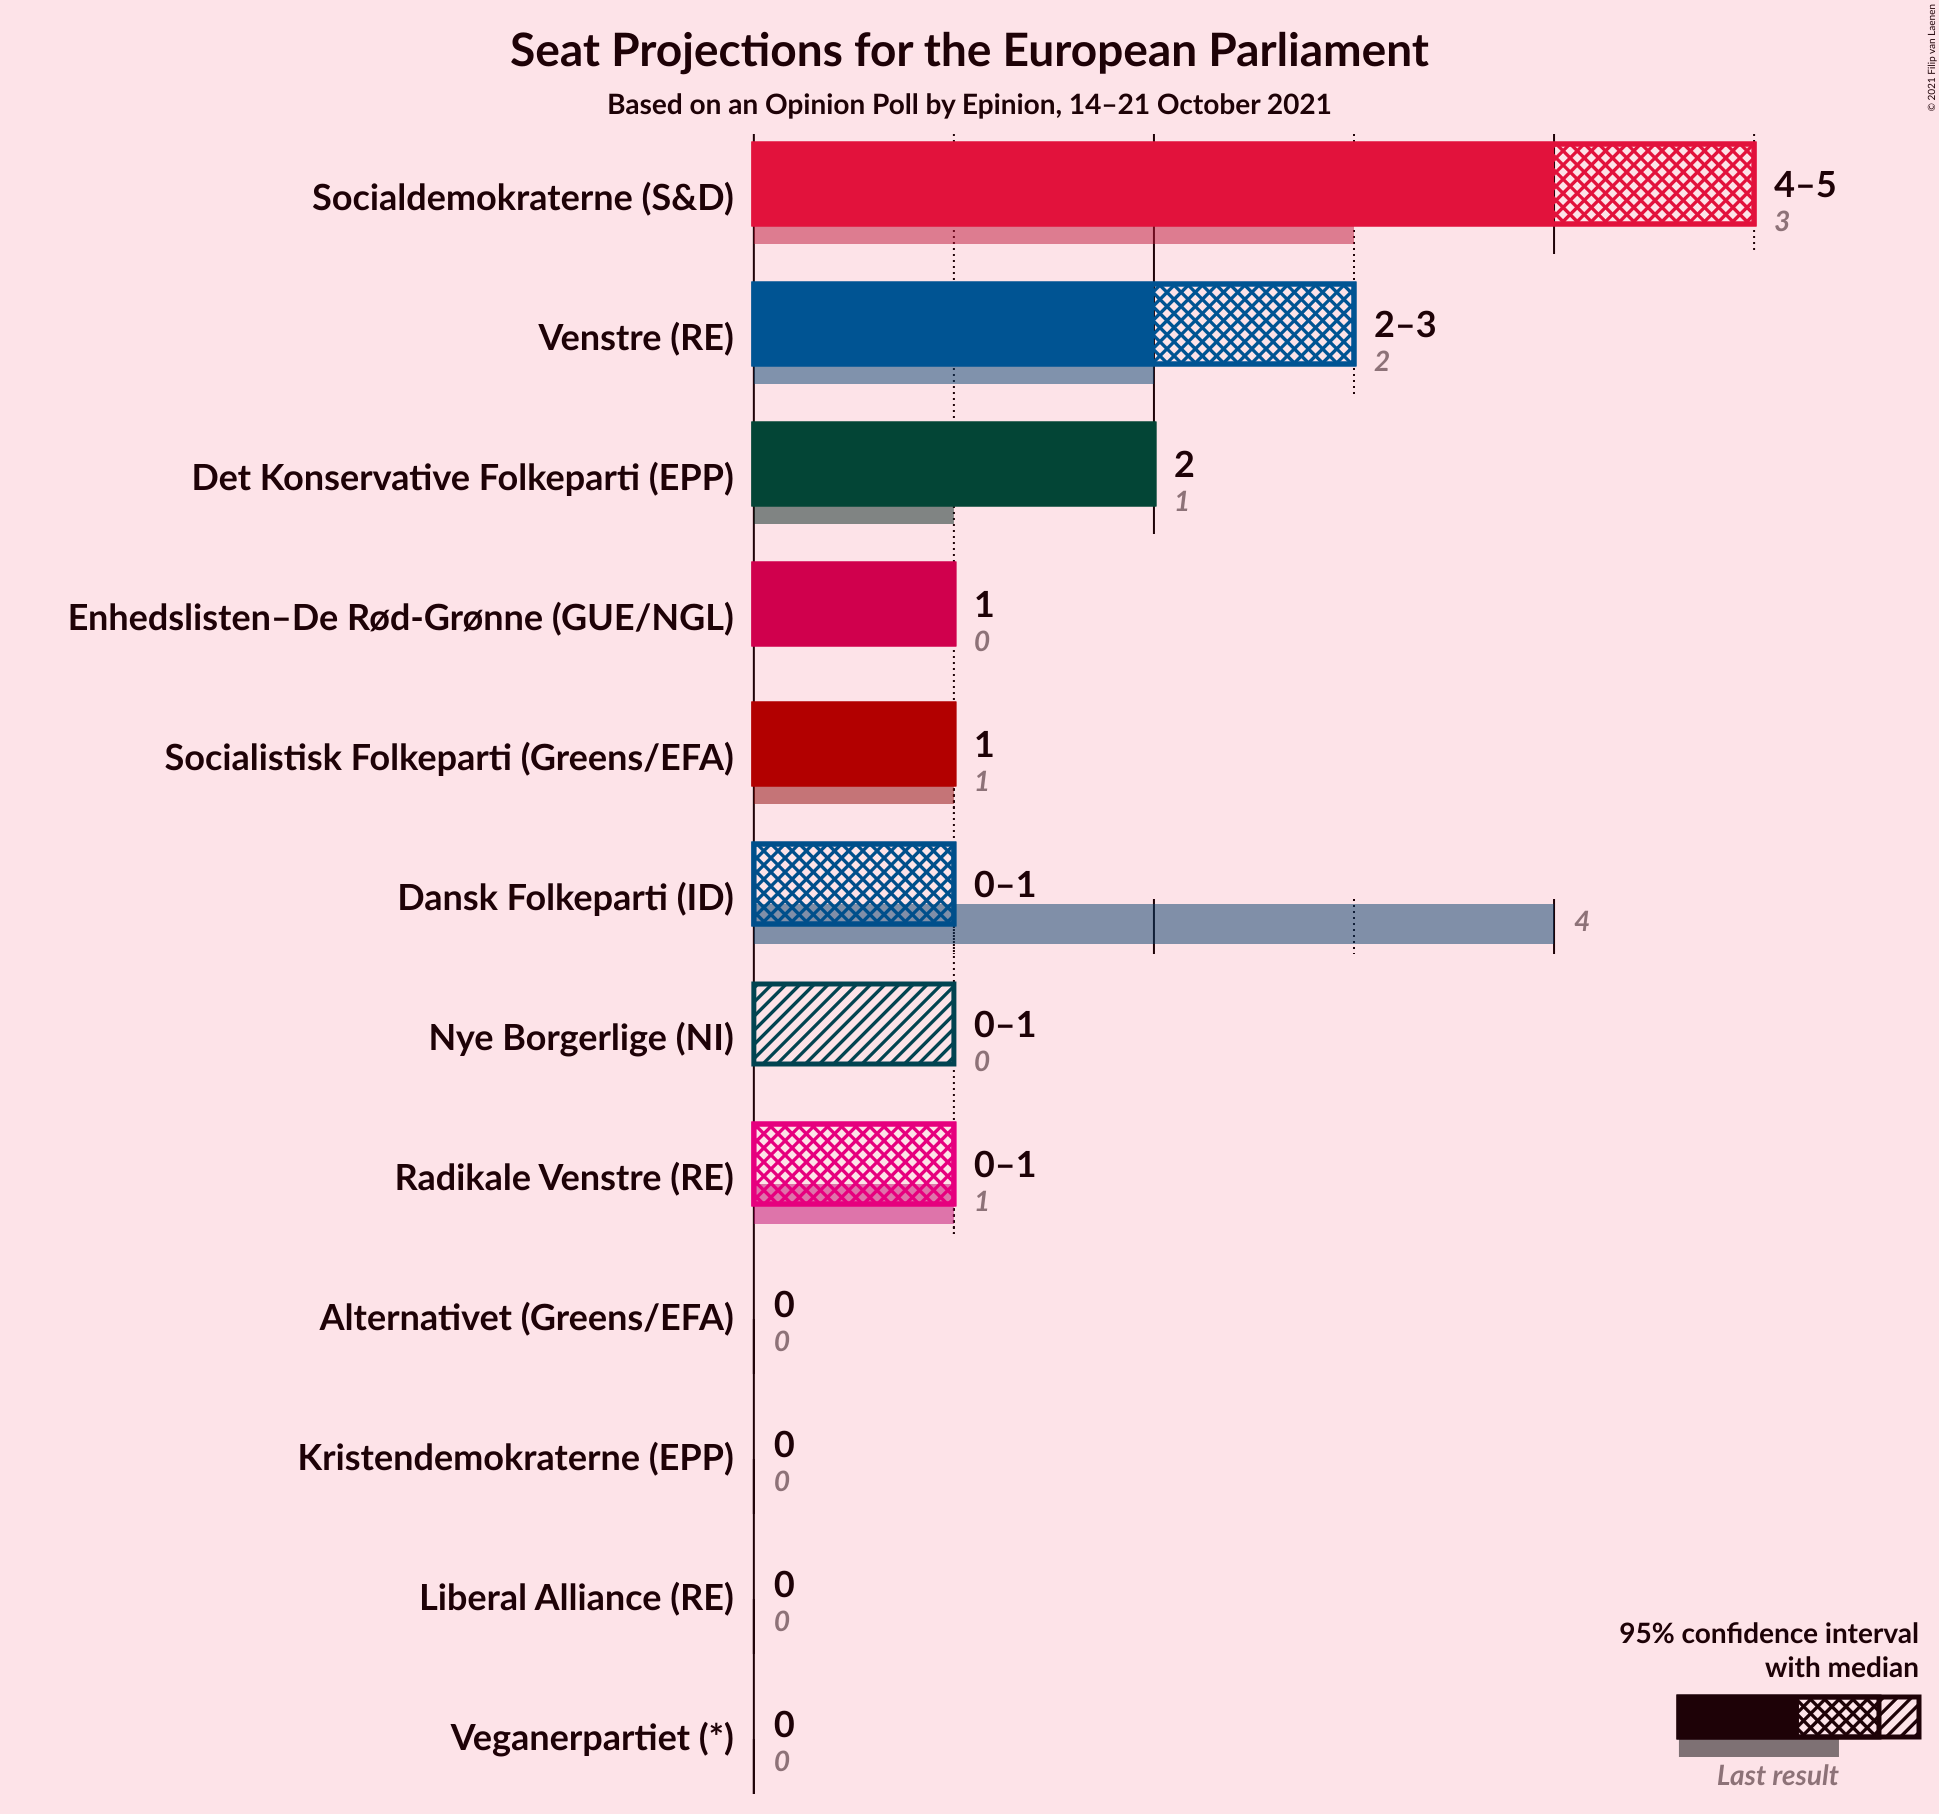 Seat Projections for the European Parliament
Based on an Opinion Poll by Epinion, 14–21 October 2021
© 2021 Filip van Laenen
Socialdemokraterne (S&D)
4–5
3
Venstre (RE)
2–3
2
Det Konservative Folkeparti (EPP)
2
1
Enhedslisten–De Rød-Grønne (GUE/NGL)
1
0
Socialistisk Folkeparti (Greens/EFA)
1
1
Dansk Folkeparti (ID)
0–1
4
Nye Borgerlige (NI)
0–1
0
Radikale Venstre (RE)
0–1
1
Alternativet (Greens/EFA)
0
0
Kristendemokraterne (EPP)
0
0
Liberal Alliance (RE)
0
0
Veganerpartiet (*)
0
0
95% confidence interval
with median
Last result